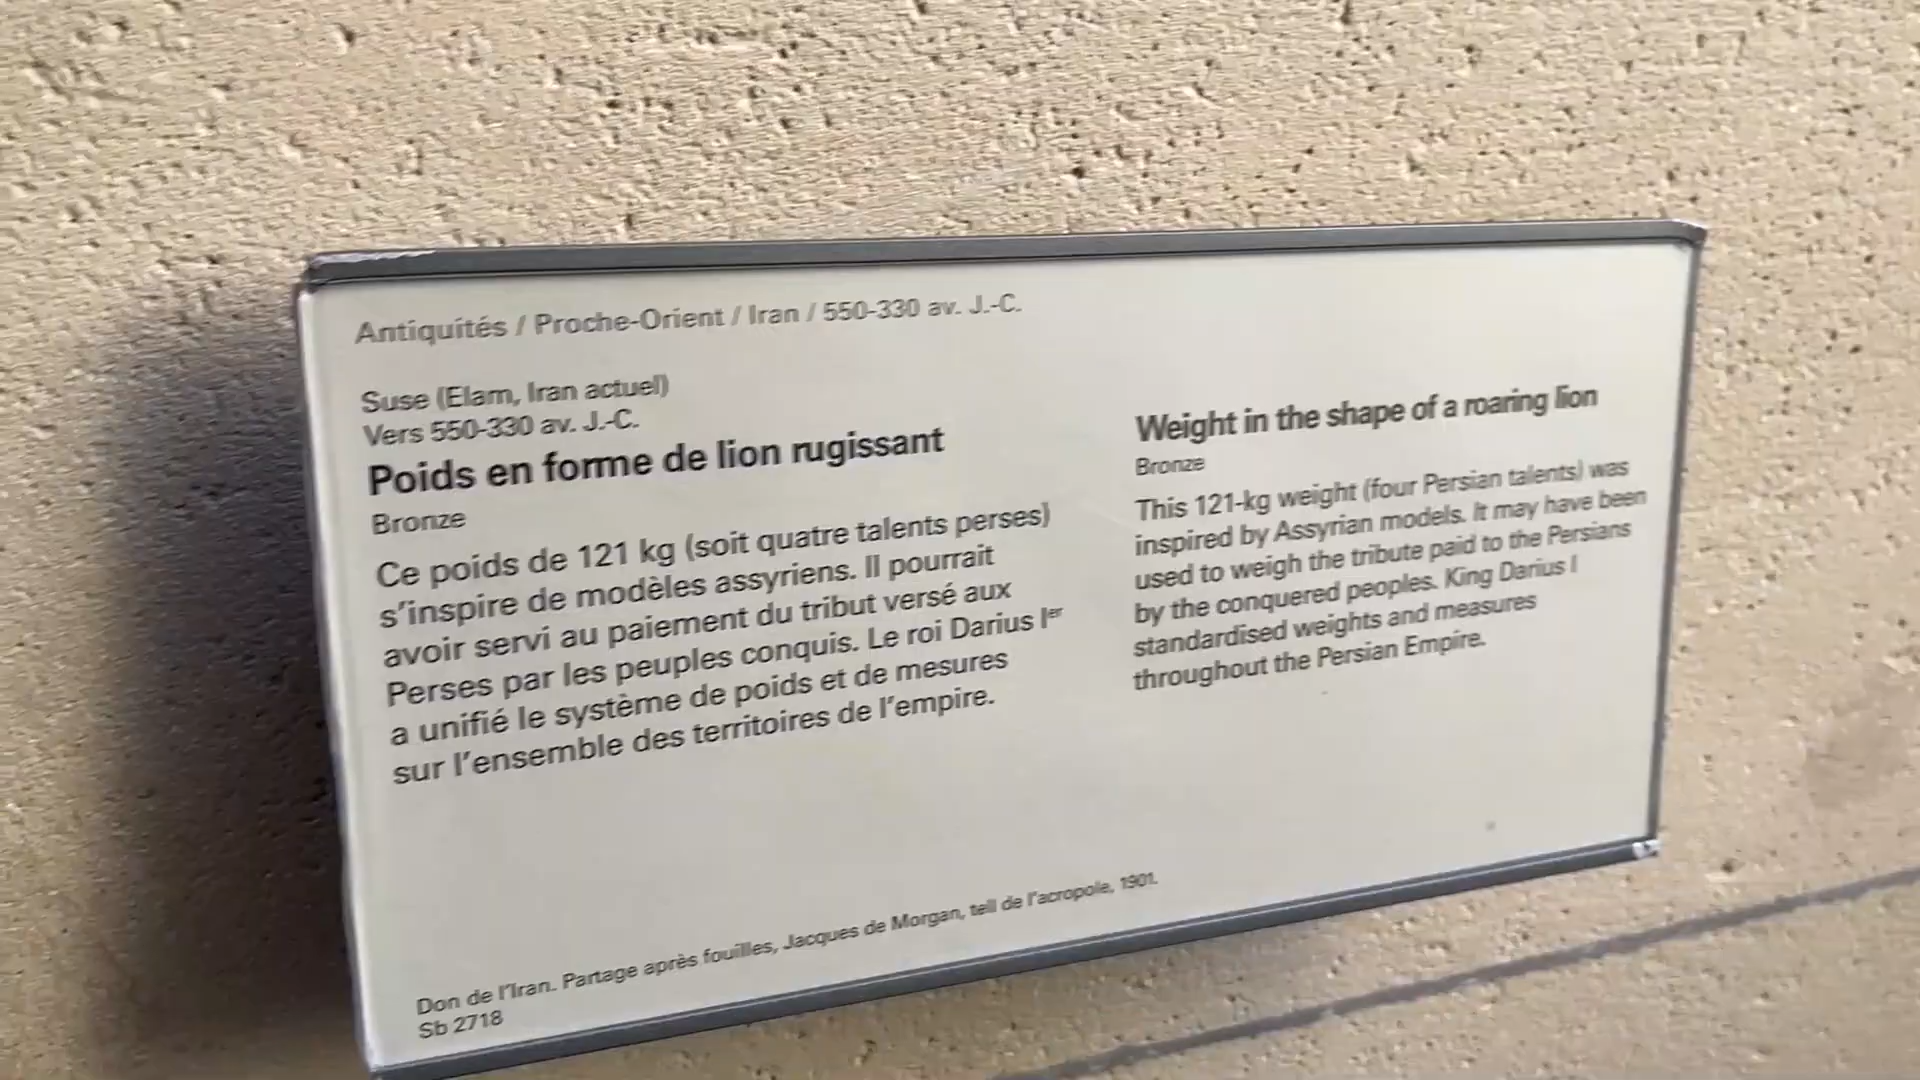 Antiquités / Proche-Orient / Iran / 550-330 av. J.-C.
Suse (Elam, Iran actuel)
Vers 550-330 av. J.-C.
Poids en forme de lion rugissant
Bronze
Ce poids de 121 kg (soit quatre talents perses)
s'inspire de modèles assyriens. Il pourrait
avoir servi au paiement du tribut versé aux
Perses par les peuples conquis. Le roi Darius Ier
a unifié le système de poids et de mesures
sur l'ensemble des territoires de l'empire.
Weight in the shape of a roaring lion
Bronze
This 121-kg weight (four Persian talents) was
inspired by Assyrian models. It may have been
used to weigh the tribute paid to the Persians
by the conquered peoples. King Darius I
standardised weights and measures
throughout the Persian Empire.
Don de l'Iran. Partage après fouilles, Jacques de Morgan, tell de l'acropole, 1901.
Sb 2718